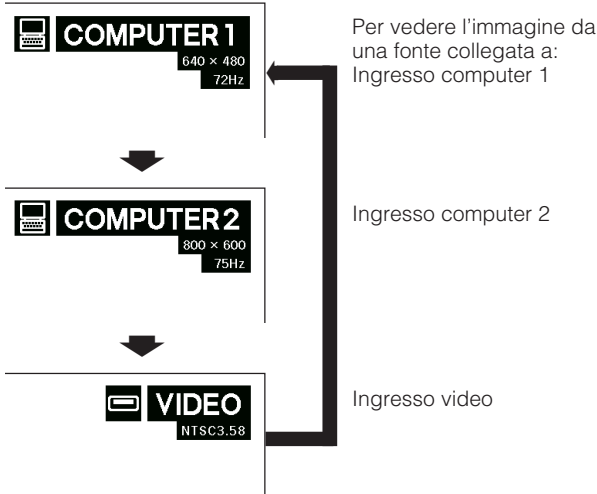 COMPUTER 1
640 × 480
72Hz
Per vedere l'immagine da
una fonte collegata a:
Ingresso computer 1
COMPUTER 2
800 × 600
75Hz
Ingresso computer 2
VIDEO
NTSC3.58
Ingresso video